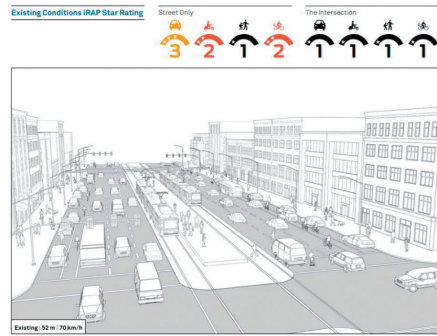 Existing Conditions iRAP Star Rating
Street Only
3 2 1 2
The Intersection
1 1 1 1
Existing | 52 m | 70 km/h